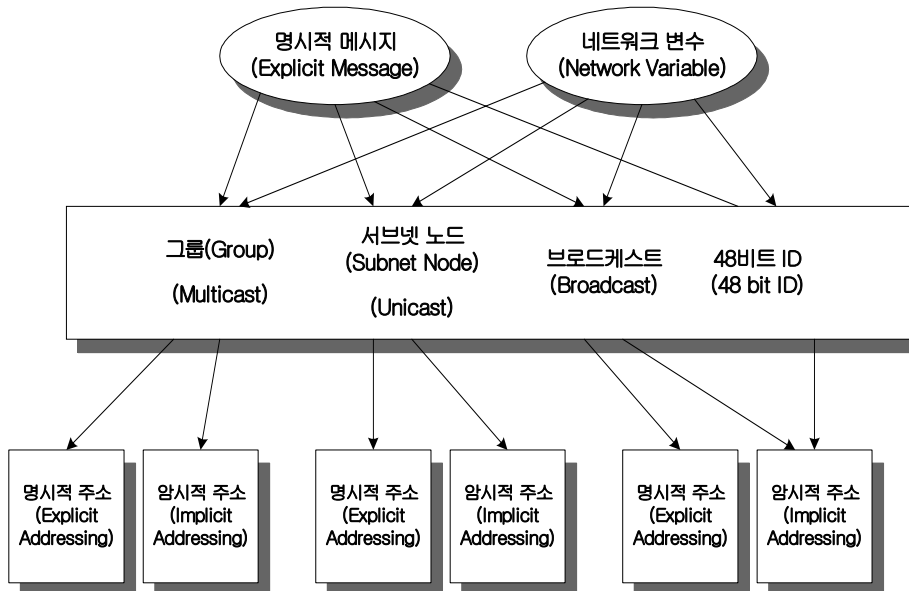 명시적 메시지
(Explicit Message)
네트워크 변수
(Network Variable)
그룹(Group)
(Multicast)
서브넷 노드
(Subnet Node)
(Unicast)
브로드케스트
(Broadcast)
48비트 ID
(48 bit ID)
명시적 주소
(Explicit
Addressing)
암시적 주소
(Implicit
Addressing)
명시적 주소
(Explicit
Addressing)
암시적 주소
(Implicit
Addressing)
명시적 주소
(Explicit
Addressing)
암시적 주소
(Implicit
Addressing)